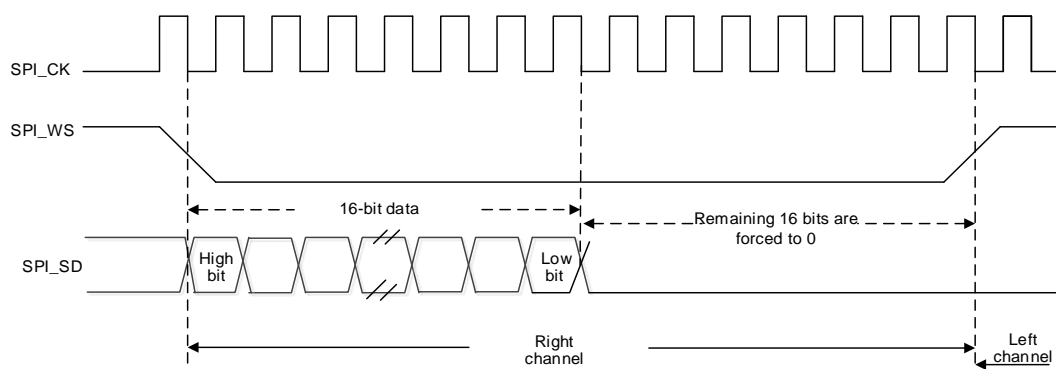 SPI_CK
SPI_WS
16-bit data
Remaining 16 bits are
forced to 0
SPI_SD
High
bit
Low
bit
Right
channel
Left
channel